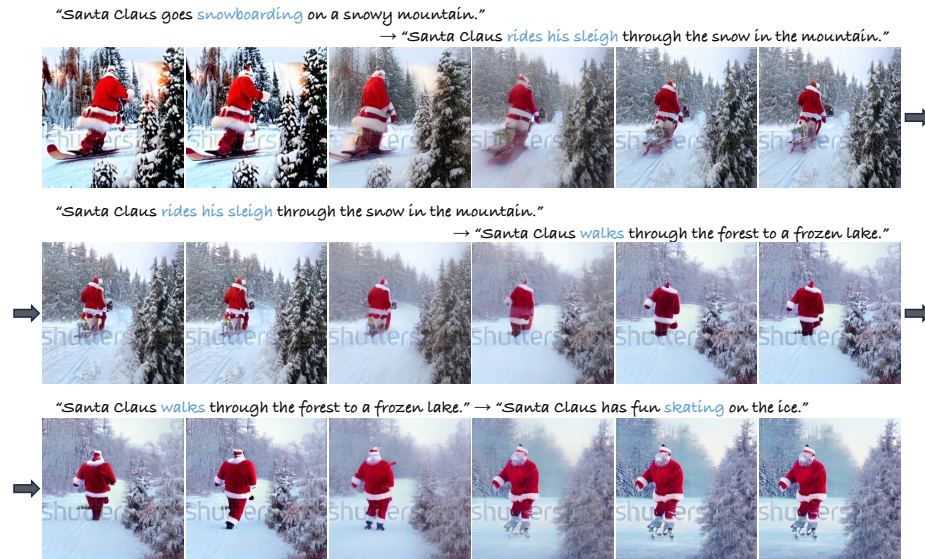 “Santa Claus goes snowboarding on a snowy mountain.”
→ “Santa Claus rides his sleigh through the snow in the mountain.”
“Santa Claus rides his sleigh through the snow in the mountain.”
→ “Santa Claus walks through the forest to a frozen lake.”
“Santa Claus walks through the forest to a frozen lake.” → “Santa Claus has fun skating on the ice.”